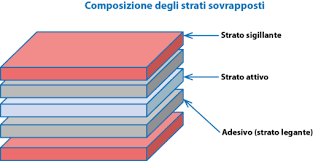 Composizione degli strati sovrapposti
Strato sigillante
Strato attivo
Adesivo (strato legante)